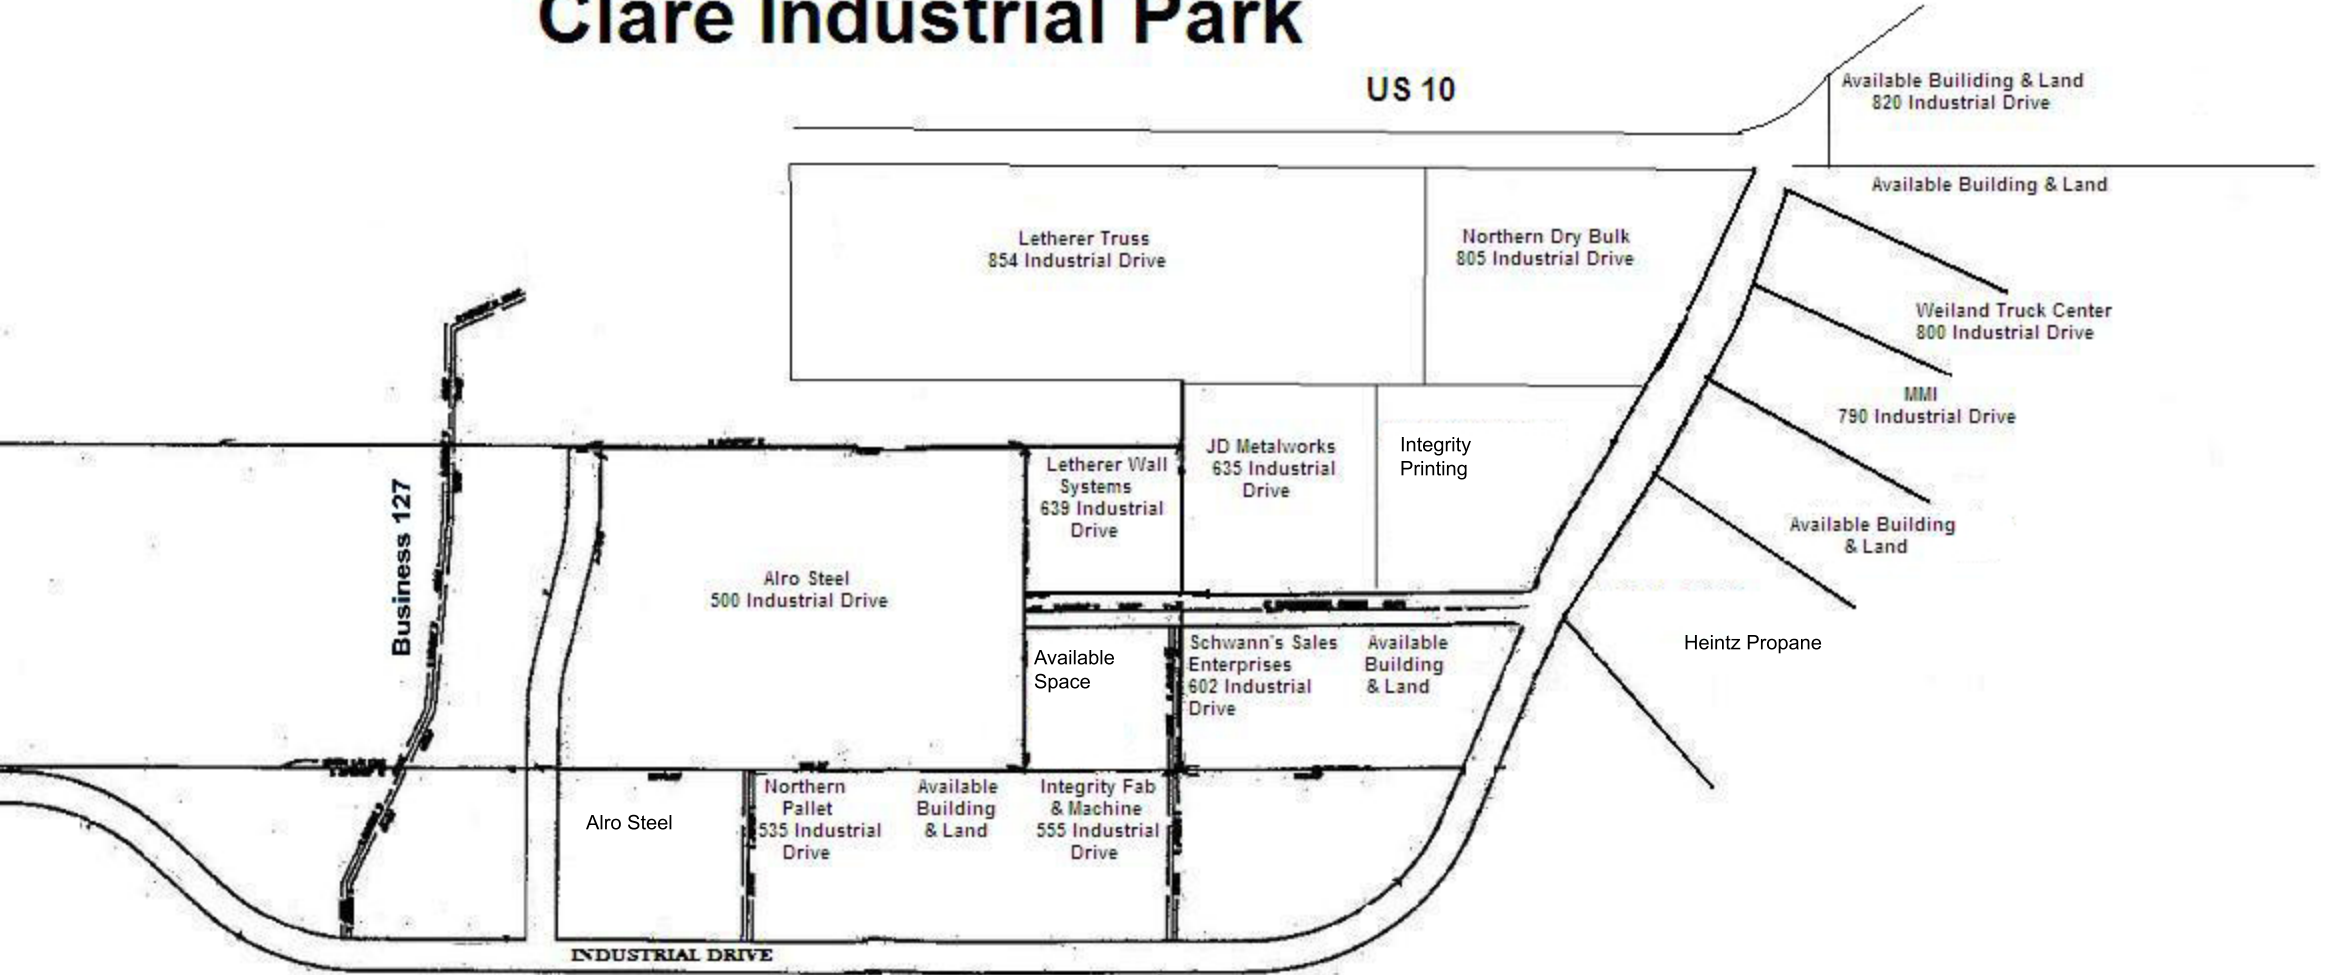 Clare Industrial Park
US 10
Available Builiding & Land
820 Industrial Drive
Available Building & Land
Letherer Truss
854 Industrial Drive
Northern Dry Bulk
805 Industrial Drive
Weiland Truck Center
800 Industrial Drive
MMI
790 Industrial Drive
Business 127
JD Metalworks
635 Industrial
Drive
Integrity
Printing
Letherer Wall
Systems
639 Industrial
Drive
Available Building
& Land
Alro Steel
500 Industrial Drive
Available
Space
Schwann's Sales
Enterprises
602 Industrial
Drive
Available
Building
& Land
Heintz Propane
Alro Steel
Northern
Pallet
535 Industrial
Drive
Available
Building
& Land
Integrity Fab
& Machine
555 Industrial
Drive
INDUSTRIAL DRIVE